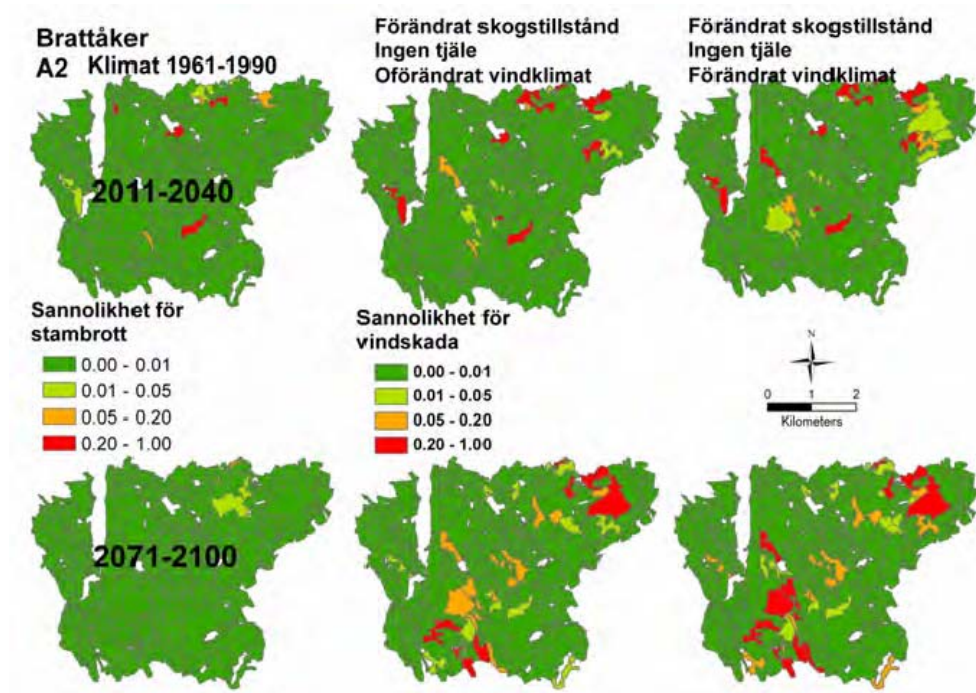 Brattåker
A2 Klimat 1961-1990
Förändrat skogstillstånd
Ingen tjäle
Oförändrat vindklimat
Förändrat skogstillstånd
Ingen tjäle
Förändrat vindklimat
2011-2040
Sannolikhet för
stambrott
0.00 - 0.01
0.01 - 0.05
0.05 - 0.20
0.20 - 1.00
Sannolikhet för
vindskada
0.00 - 0.01
0.01 - 0.05
0.05 - 0.20
0.20 - 1.00
N
0 1 2
Kilometers
2071-2100